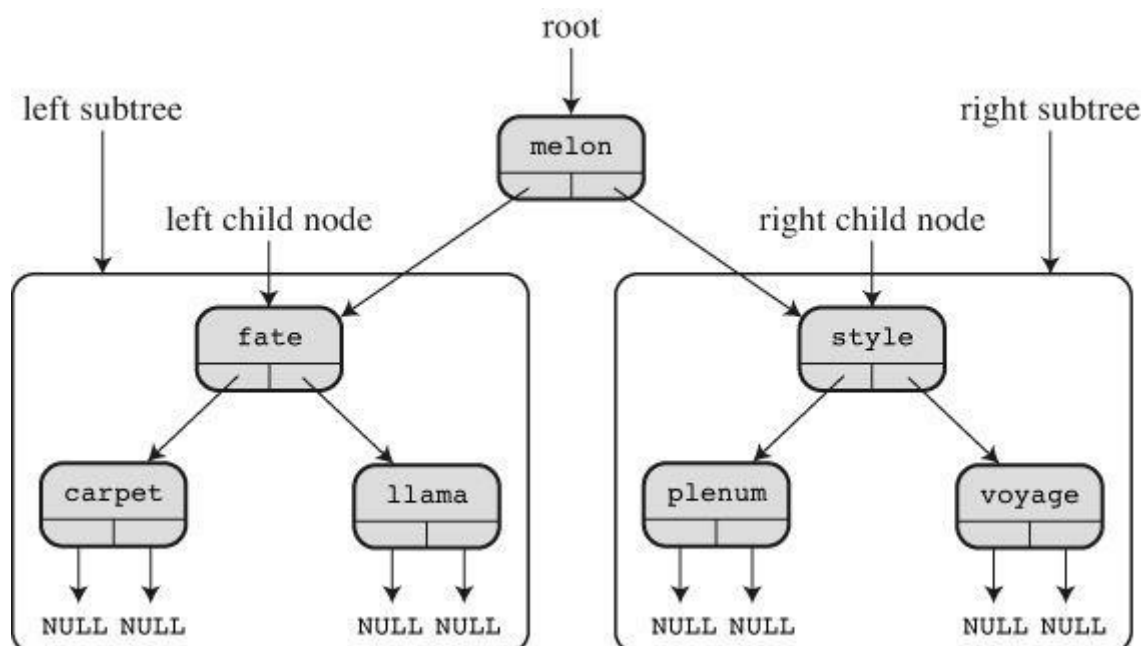 root
left subtree
right subtree
melon
left child node
right child node
fate
style
carpet
llama
plenum
voyage
NULL NULL
NULL NULL
NULL NULL
NULL NULL